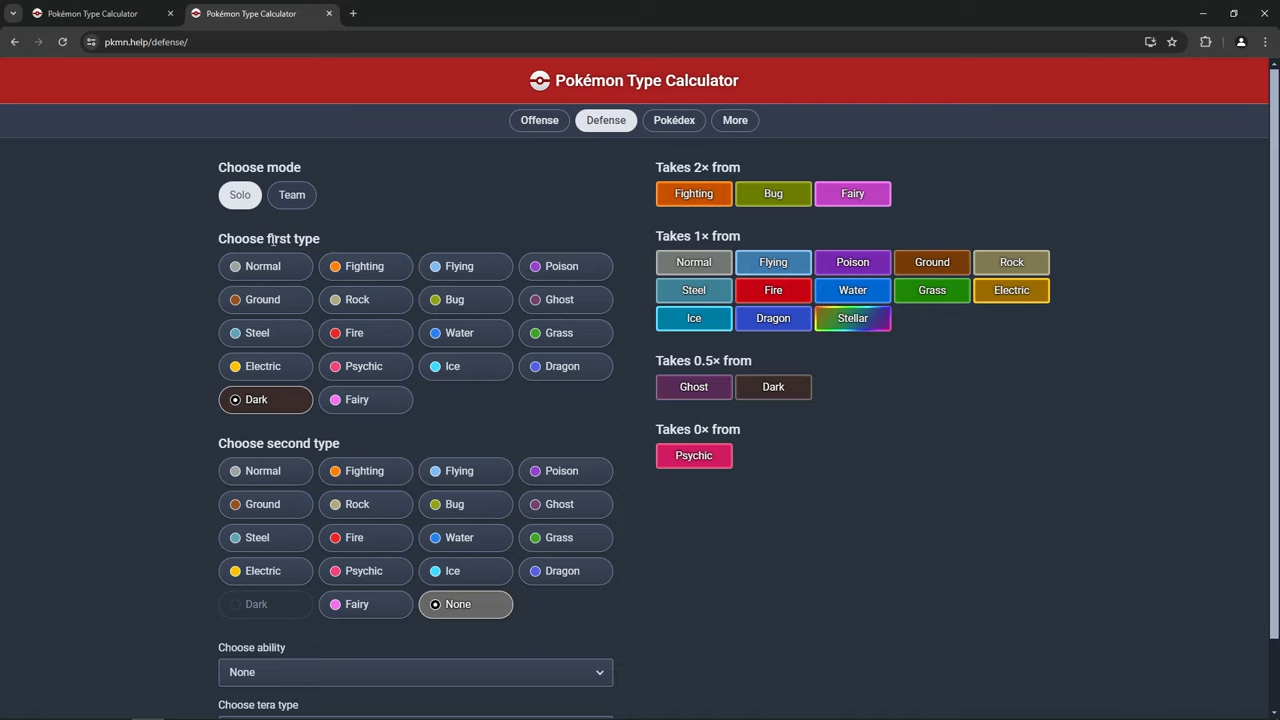 Pokémon Type Calculator
Pokémon Type Calculator
pkmn.help/defense/
Pokémon Type Calculator
Offense Defense Pokédex More
Choose mode
Solo Team
Choose first type
Normal Fighting Flying Poison
Ground Rock Bug Ghost
Steel Fire Water Grass
Electric Psychic Ice Dragon
Dark Fairy
Choose second type
Normal Fighting Flying Poison
Ground Rock Bug Ghost
Steel Fire Water Grass
Electric Psychic Ice Dragon
Dark Fairy None
Choose ability
None
Choose tera type
Takes 2× from
Fighting Bug Fairy
Takes 1× from
Normal Flying Poison Ground Rock
Steel Fire Water Grass Electric
Ice Dragon Stellar
Takes 0.5× from
Ghost Dark
Takes 0× from
Psychic